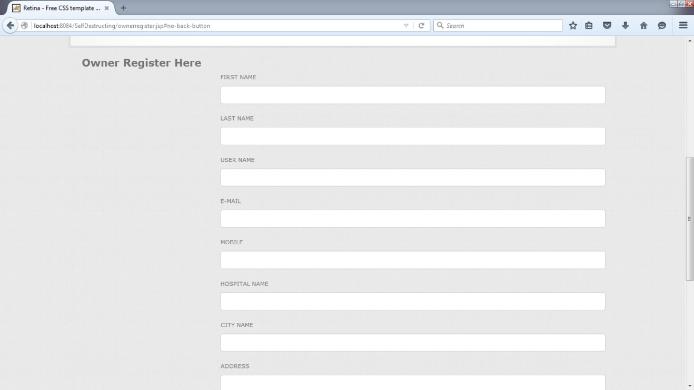 Retina - Free CSS template ...
localhost:8084/SelfDestructing/ownerregister.jsp#no-back-button
Search
Owner Register Here
FIRST NAME
LAST NAME
USER NAME
E-MAIL
MOBILE
HOSPITAL NAME
CITY NAME
ADDRESS